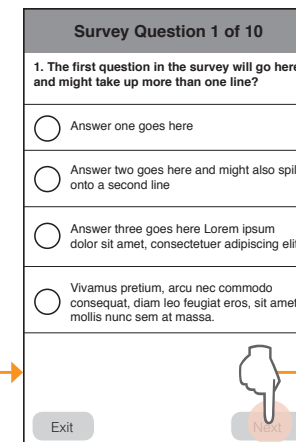 Survey Question 1 of 10
1. The first question in the survey will go here
and might take up more than one line?
Answer one goes here
Answer two goes here and might also spil
onto a second line
Answer three goes here Lorem ipsum
dolor sit amet, consectetuer adipiscing elit
Vivamus pretium, arcu nec commodo
consequat, diam leo feugiat eros, sit amet
mollis nunc sem at massa.
Exit
Next